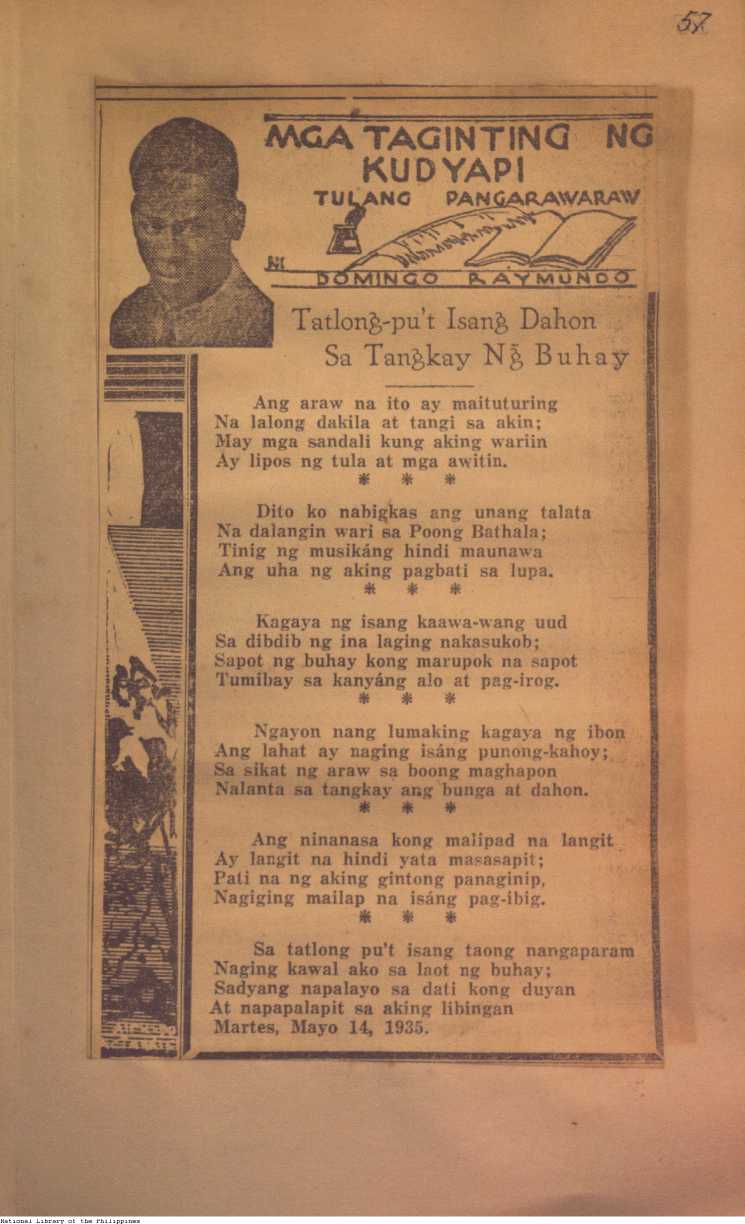 57
MGA TAGINTING NG
KUDYAPI
TULANG PANGARAWARAW
NI
DOMINGO RAYMUNDO
Tatlong̃-pu't Isang̃ Dahon
Sa Tang̃kay Ng̃ Buhay
Ang araw na ito ay maituturing
Na lalong dakila at tangi sa akin;
May mga sandali kung aking wariin
Ay lipos ng tula at mga awitin.
* * *
Dito ko nabigkas ang unang talata
Na dalangin wari sa Poong Bathala;
Tinig ng musikáng hindi maunawa
Ang uha ng aking pagbati sa lupa.
* * *
Kagaya ng isang kaawa-wang uud
Sa dibdib ng ina laging nakasukob;
Sapot ng buhay kong marupok na sapot
Tumibay sa kanyáng alo at pag-irog.
* * *
Ngayon nang lumaking kagaya ng ibon
Ang lahat ay naging isáng punong-kahoy;
Sa sikat ng araw sa boong maghapon
Nalanta sa tangkay ang bunga at dahon.
* * *
Ang ninanasa kong malipad na langit
Ay langit na hindi yata masasapit;
Pati na ng aking gintong panaginip,
Nagiging mailap na isáng pag-ibig.
* * *
Sa tatlong pu't isang taong nangaparam
Naging kawal ako sa laot ng buhay;
Sadyang napalayo sa dati kong duyan
At napapalapit sa aking libingan
Martes, Mayo 14, 1935.
National Library of the Philippines